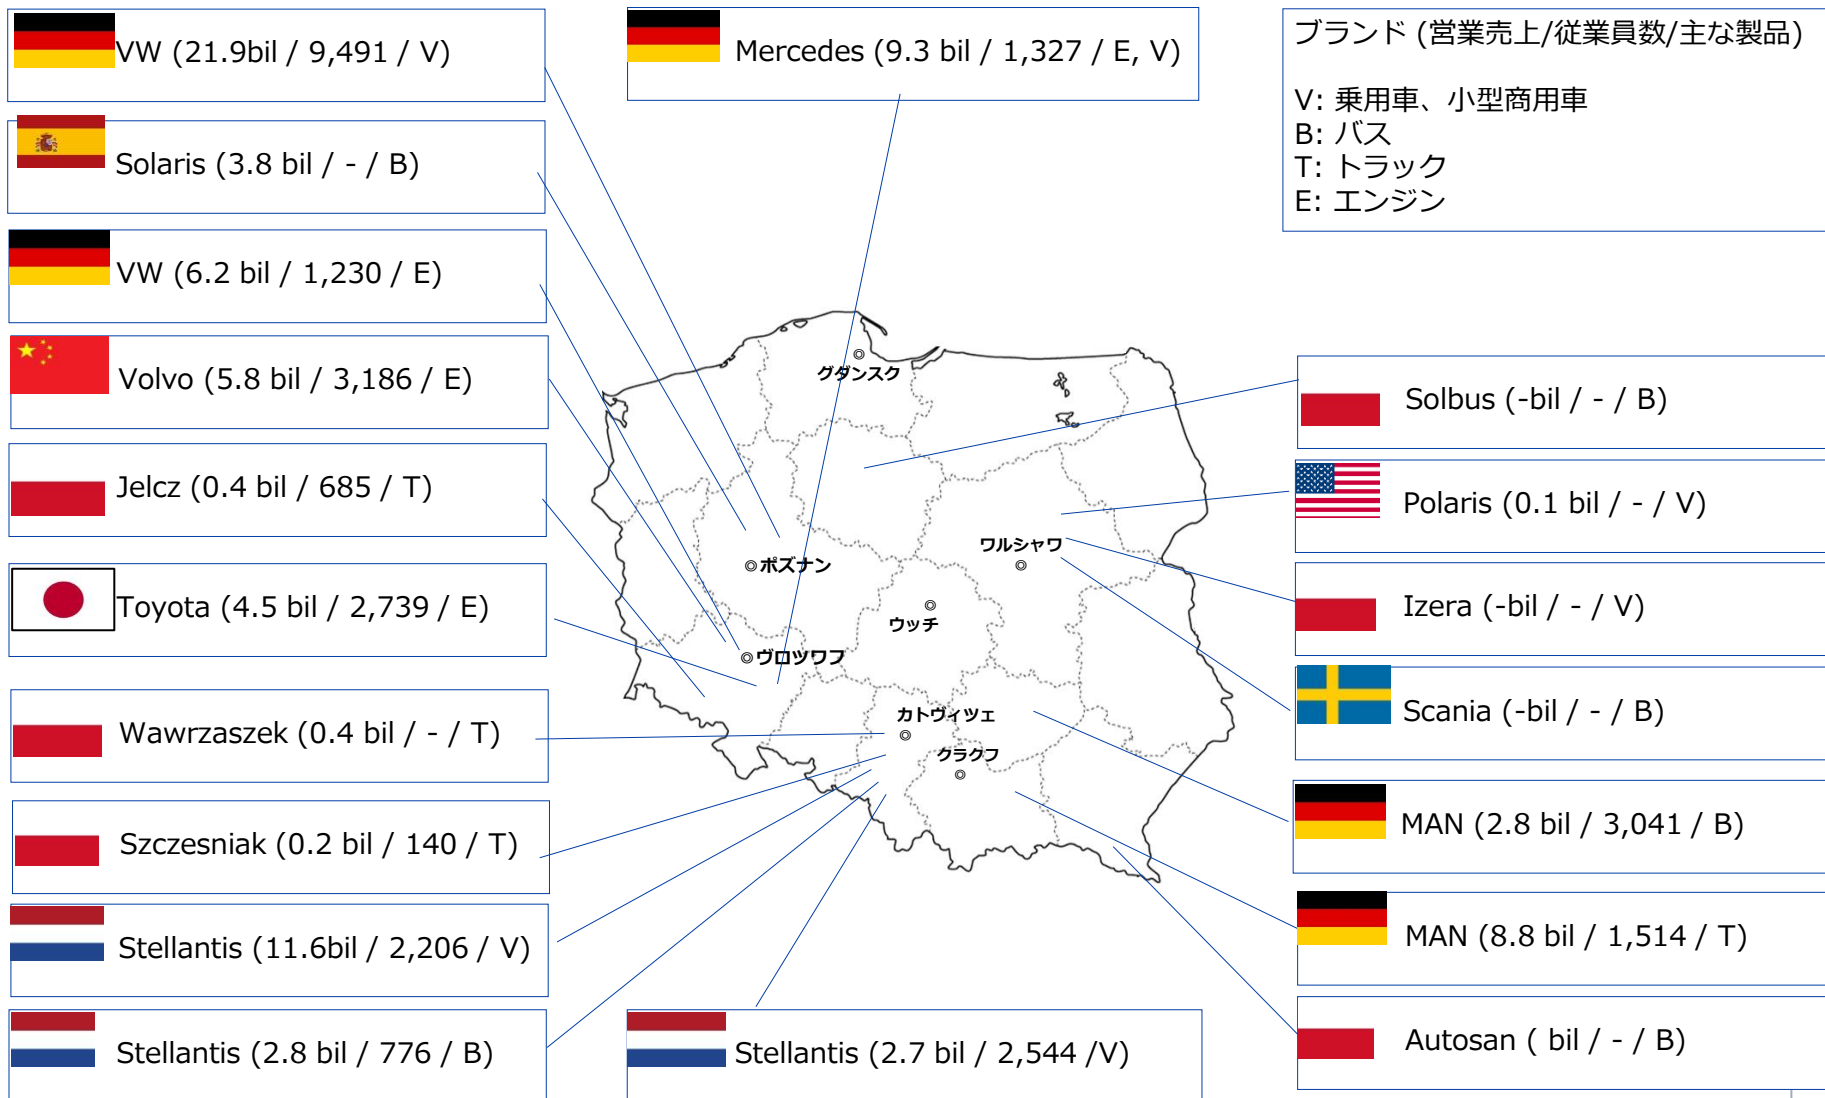 VW (21.9bil / 9,491 / V)
Mercedes (9.3 bil / 1,327 / E, V)
ブランド (営業売上/従業員数/主な製品)
V: 乗用車、小型商用車
B: バス
T: トラック
E: エンジン
Solaris (3.8 bil / - / B)
VW (6.2 bil / 1,230 / E)
Volvo (5.8 bil / 3,186 / E)
Jelcz (0.4 bil / 685 / T)
Toyota (4.5 bil / 2,739 / E)
Wawrzaszek (0.4 bil / - / T)
Szczesniak (0.2 bil / 140 / T)
Stellantis (11.6bil / 2,206 / V)
Stellantis (2.8 bil / 776 / B)
Stellantis (2.7 bil / 2,544 /V)
グダンスク
ポズナン
ワルシャワ
ウッチ
ヴロツワフ
カトヴィツェ
クラクフ
Solbus (-bil / - / B)
Polaris (0.1 bil / - / V)
Izera (-bil / - / V)
Scania (-bil / - / B)
MAN (2.8 bil / 3,041 / B)
MAN (8.8 bil / 1,514 / T)
Autosan ( bil / - / B)